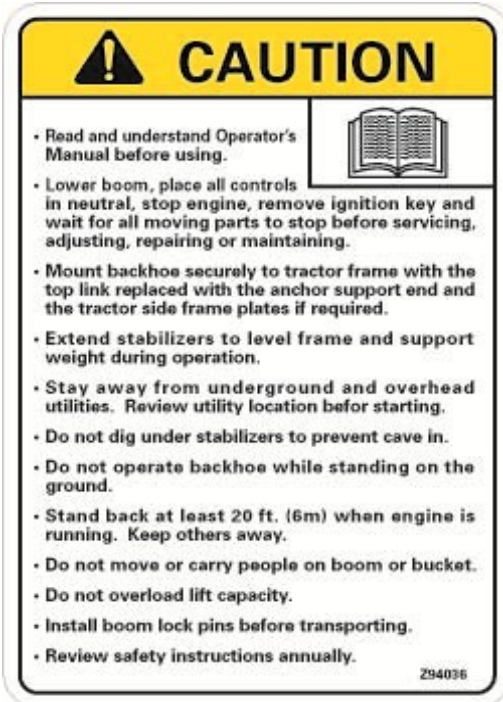 CAUTION
• Read and understand Operator's
Manual before using.
• Lower boom, place all controls
in neutral, stop engine, remove ignition key and
wait for all moving parts to stop before servicing,
adjusting, repairing or maintaining.
• Mount backhoe securely to tractor frame with the
top link replaced with the anchor support end and
the tractor side frame plates if required.
• Extend stabilizers to level frame and support
weight during operation.
• Stay away from underground and overhead
utilities. Review utility location befor starting.
• Do not dig under stabilizers to prevent cave in.
• Do not operate backhoe while standing on the
ground.
• Stand back at least 20 ft. (6m) when engine is
running. Keep others away.
• Do not move or carry people on boom or bucket.
• Do not overload lift capacity.
• Install boom lock pins before transporting.
• Review safety instructions annually.
Z94036